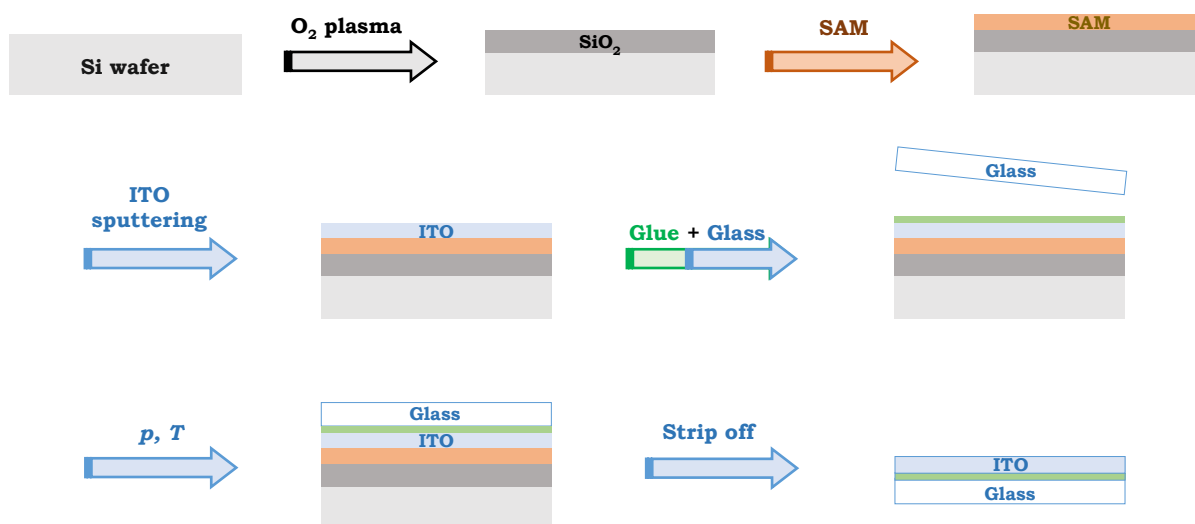 Si wafer
O₂ plasma
SiO₂
SAM
SAM
ITO
sputtering
ITO
Glue + Glass
Glass
p, T
Glass
ITO
Strip off
ITO
Glass